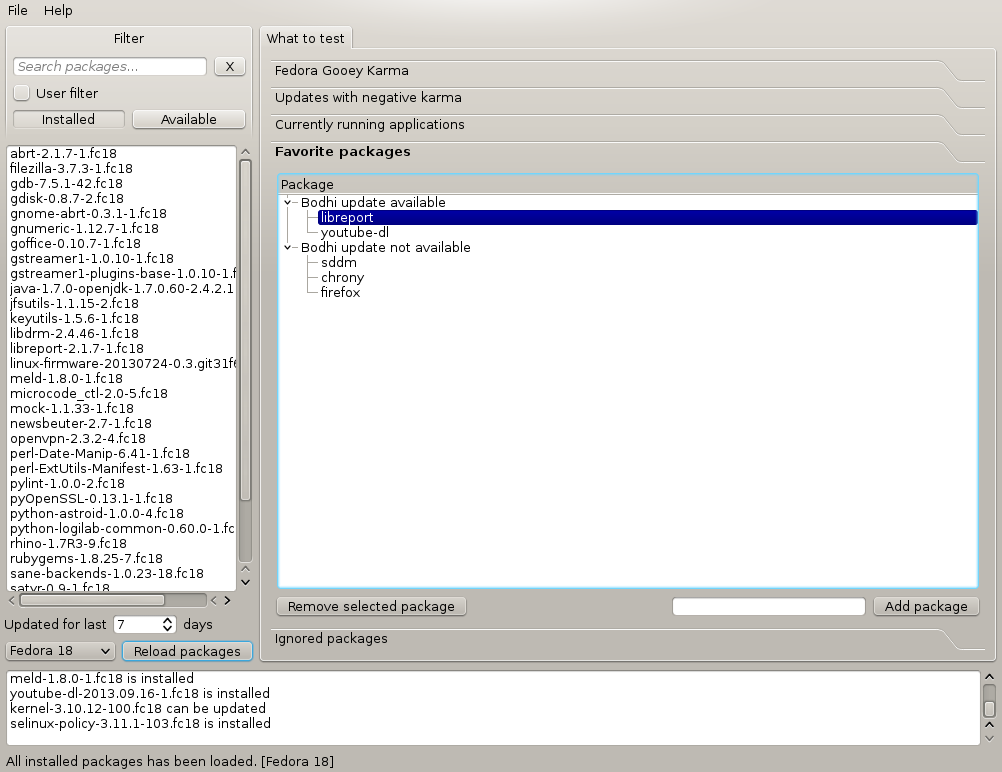 File Help
Filter
Search packages...
X
User filter
Installed
Available
abrt-2.1.7-1.fc18
filezilla-3.7.3-1.fc18
gdb-7.5.1-42.fc18
gdisk-0.8.7-2.fc18
gnome-abrt-0.3.1-1.fc18
gnumeric-1.12.7-1.fc18
goffice-0.10.7-1.fc18
gstreamer1-1.0.10-1.fc18
gstreamer1-plugins-base-1.0.10-1.f
java-1.7.0-openjdk-1.7.0.60-2.4.2.1
jfsutils-1.1.15-2.fc18
keyutils-1.5.6-1.fc18
libdrm-2.4.46-1.fc18
libreport-2.1.7-1.fc18
linux-firmware-20130724-0.3.git31f6
meld-1.8.0-1.fc18
microcode_ctl-2.0-5.fc18
mock-1.1.33-1.fc18
newsbeuter-2.7-1.fc18
openvpn-2.3.2-4.fc18
perl-Date-Manip-6.41-1.fc18
perl-ExtUtils-Manifest-1.63-1.fc18
pylint-1.0.0-2.fc18
pyOpenSSL-0.13.1-1.fc18
python-astroid-1.0.0-4.fc18
python-logilab-common-0.60.0-1.fc
rhino-1.7R3-9.fc18
rubygems-1.8.25-7.fc18
sane-backends-1.0.23-18.fc18
satyr-0.9-1.fc18
Updated for last 7 days
Fedora 18
Reload packages
What to test
Fedora Gooey Karma
Updates with negative karma
Currently running applications
Favorite packages
Package
Bodhi update available
libreport
youtube-dl
Bodhi update not available
sddm
chrony
firefox
Remove selected package
Add package
Ignored packages
meld-1.8.0-1.fc18 is installed
youtube-dl-2013.09.16-1.fc18 is installed
kernel-3.10.12-100.fc18 can be updated
selinux-policy-3.11.1-103.fc18 is installed
All installed packages has been loaded. [Fedora 18]